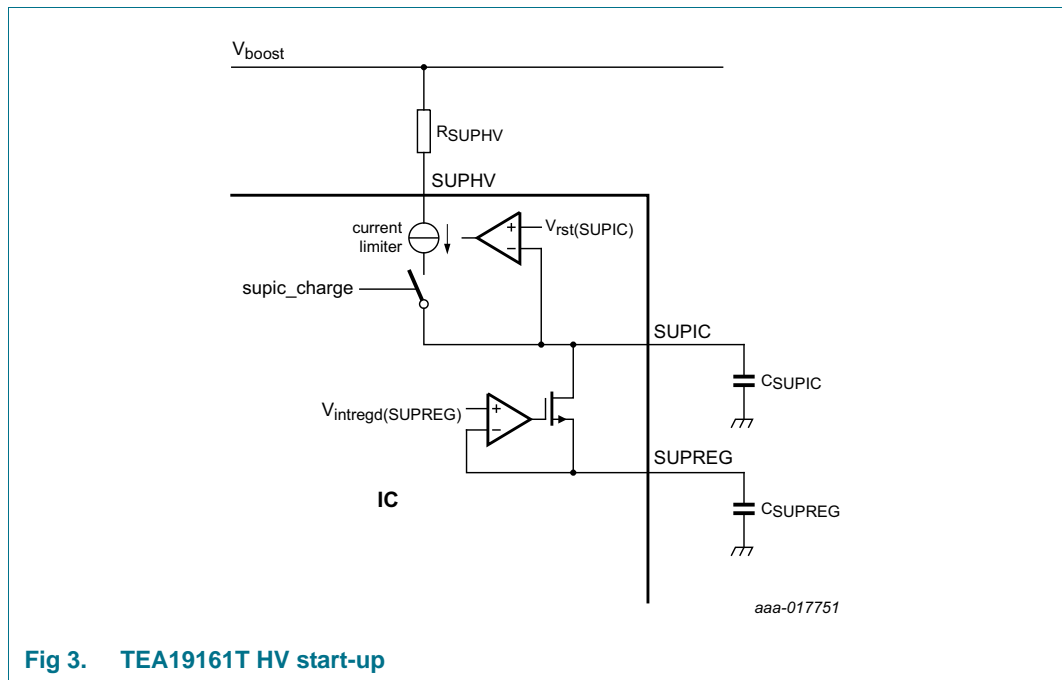 Vboost
RSUPHV
SUPHV
current
limiter
+
−
Vrst(SUPIC)
supic_charge
SUPIC
CSUPIC
Vintregd(SUPREG)
+
−
SUPREG
CSUPREG
IC
aaa-017751
Fig 3. TEA19161T HV start-up